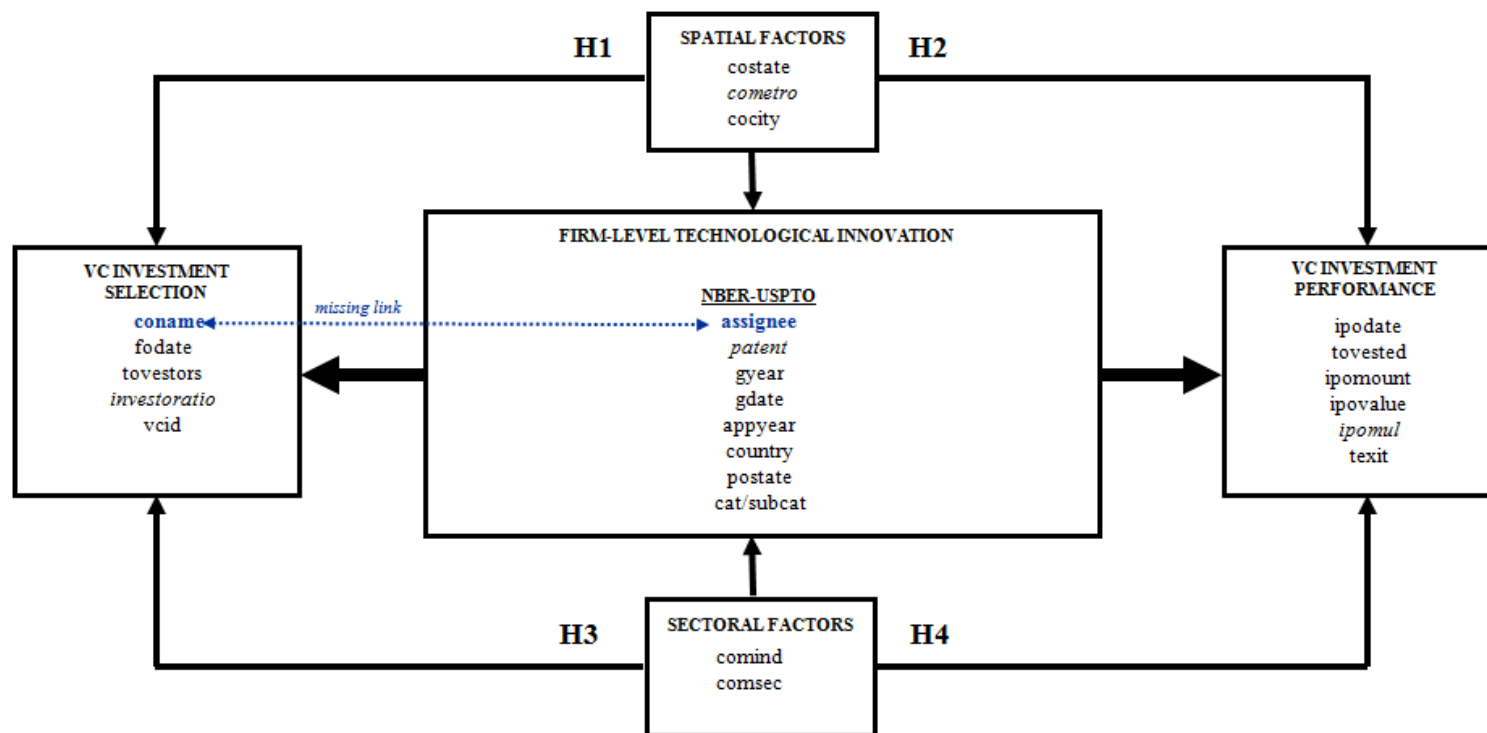 H1
SPATIAL FACTORS
costate
cometro
cocity
H2
FIRM-LEVEL TECHNOLOGICAL INNOVATION
NBER-USPTO
assignee
patent
gyear
gdate
appyear
country
postate
cat/subcat
VC INVESTMENT
SELECTION
coname
fodate
tovestors
investoratio
vcid
missing link
VC INVESTMENT
PERFORMANCE
ipodate
tovested
ipomount
ipovalue
ipomul
texit
H3
SECTORAL FACTORS
comind
comsec
H4